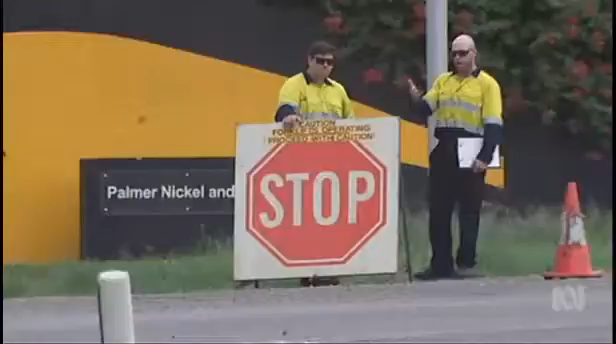 CAUTION
FORKLIFTS OPERATING
PROCEED WITH CAUTION
STOP
Palmer Nickel and